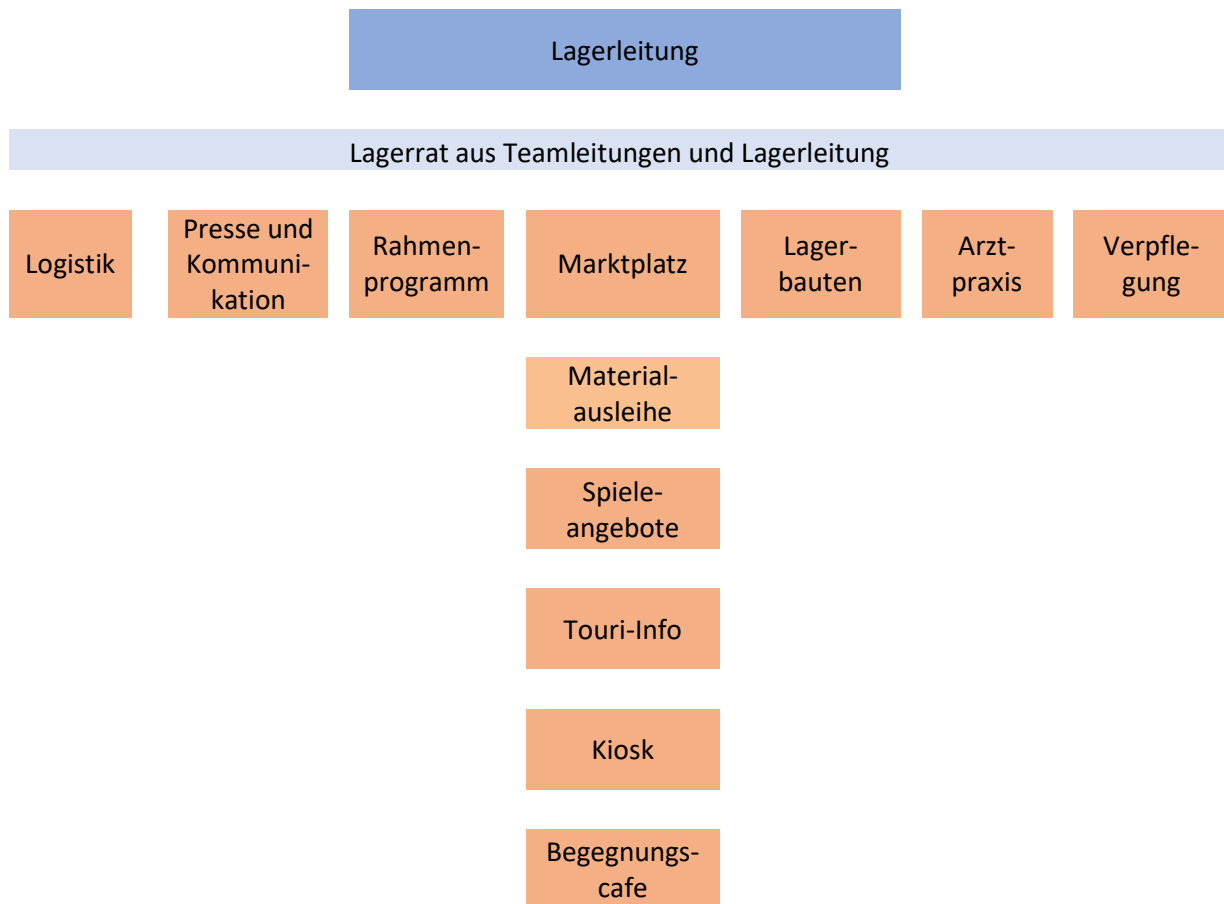 Lagerleitung
Lagerrat aus Teamleitungen und Lagerleitung
Logistik
Presse und
Kommuni-
kation
Rahmen-
programm
Marktplatz
Lager-
bauten
Arzt-
praxis
Verpfle-
gung
Material-
ausleihe
Spiele-
angebote
Touri-Info
Kiosk
Begegnungs-
cafe